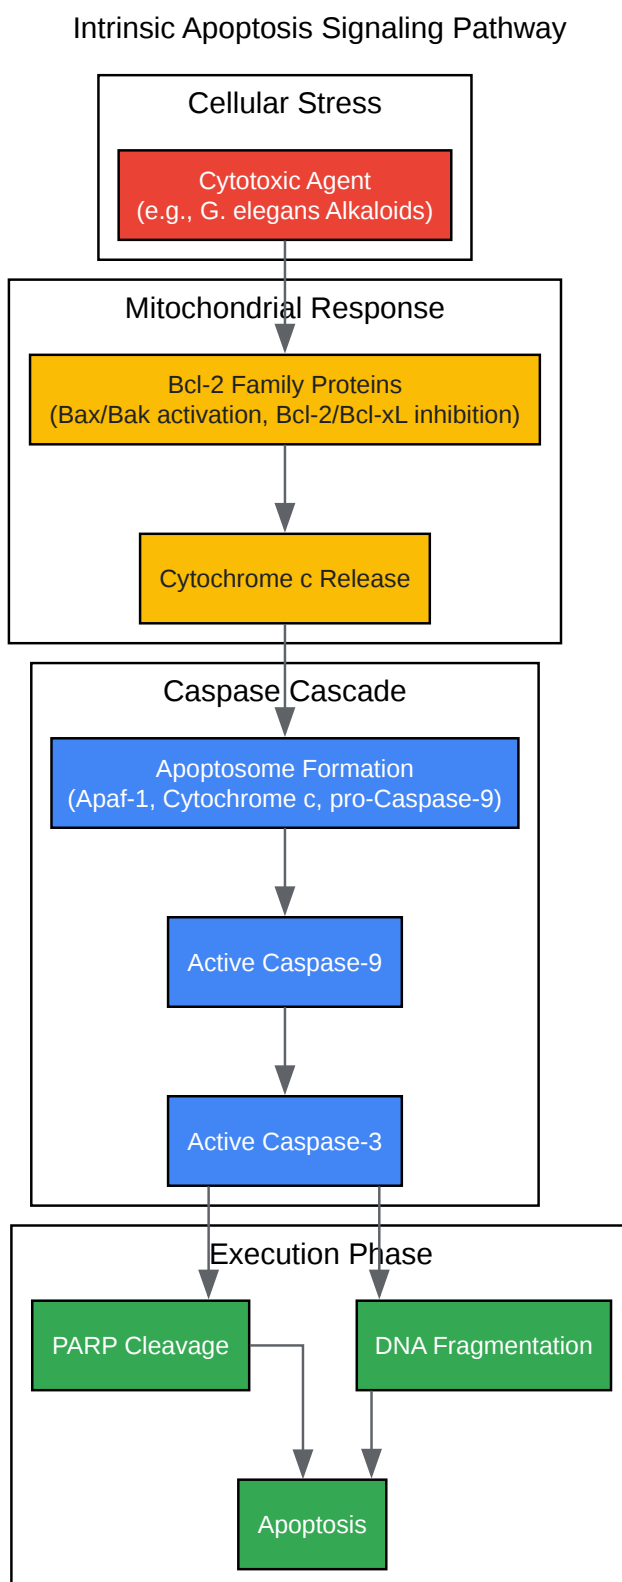 Intrinsic Apoptosis Signaling Pathway
Cellular Stress
Cytotoxic Agent
(e.g., G. elegans Alkaloids)
Mitochondrial Response
Bcl-2 Family Proteins
(Bax/Bak activation, Bcl-2/Bcl-xL inhibition)
Cytochrome c Release
Caspase Cascade
Apoptosome Formation
(Apaf-1, Cytochrome c, pro-Caspase-9)
Active Caspase-9
Active Caspase-3
Execution Phase
PARP Cleavage
DNA Fragmentation
Apoptosis